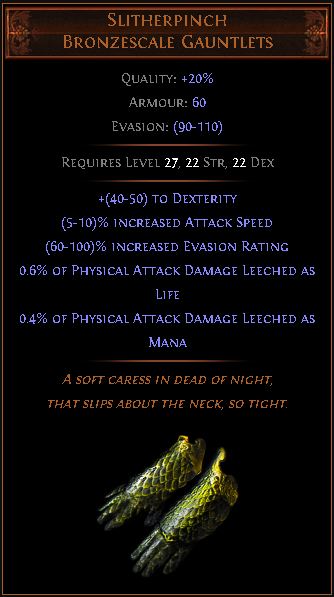 Slitherpinch
Bronzescale Gauntlets
Quality: +20%
Armour: 60
Evasion: (90-110)
Requires Level 27, 22 Str, 22 Dex
+(40-50) to Dexterity
(5-10)% increased Attack Speed
(60-100)% increased Evasion Rating
0.6% of Physical Attack Damage Leeched as
Life
0.4% of Physical Attack Damage Leeched as
Mana
A soft caress in dead of night,
that slips about the neck, so tight.